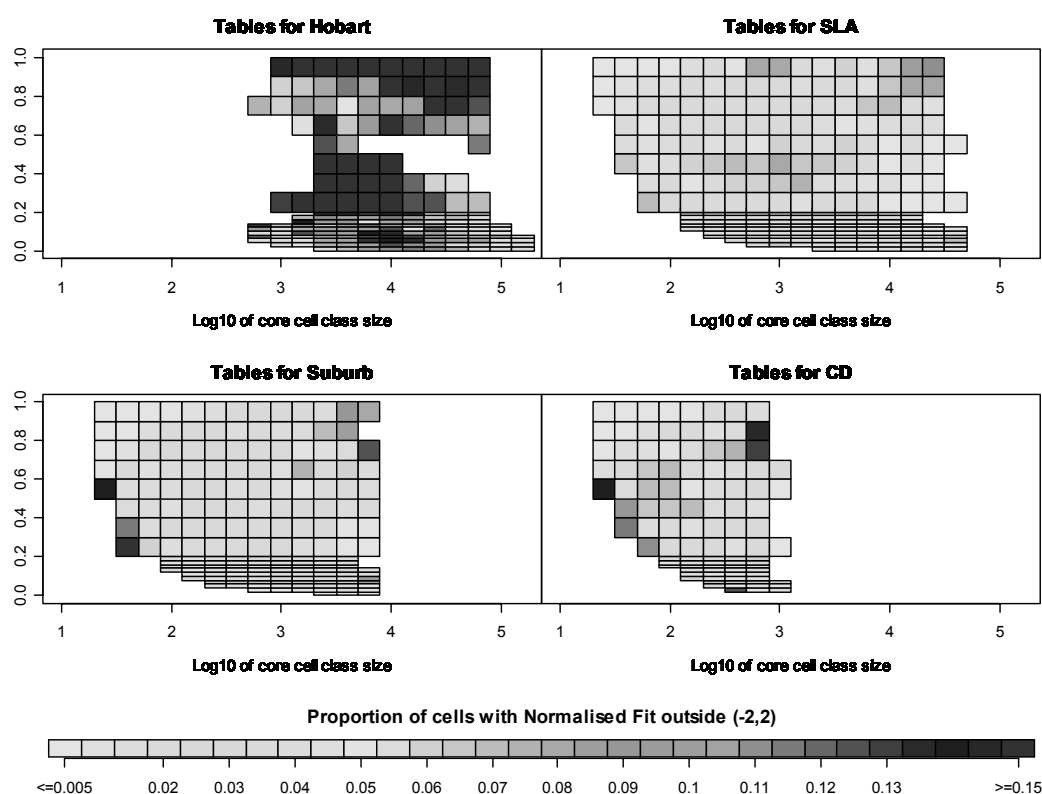 Tables for Hobart
Tables for SLA
0.0 0.2 0.4 0.6 0.8 1.0
1 2 3 4 5
1 2 3 4 5
Log10 of core cell class size
Log10 of core cell class size
Tables for Suburb
Tables for CD
0.0 0.2 0.4 0.6 0.8 1.0
1 2 3 4 5
1 2 3 4 5
Log10 of core cell class size
Log10 of core cell class size
Proportion of cells with Normalised Fit outside (-2,2)
<=0.005 0.02 0.03 0.04 0.05 0.06 0.07 0.08 0.09 0.1 0.11 0.12 0.13 >=0.15